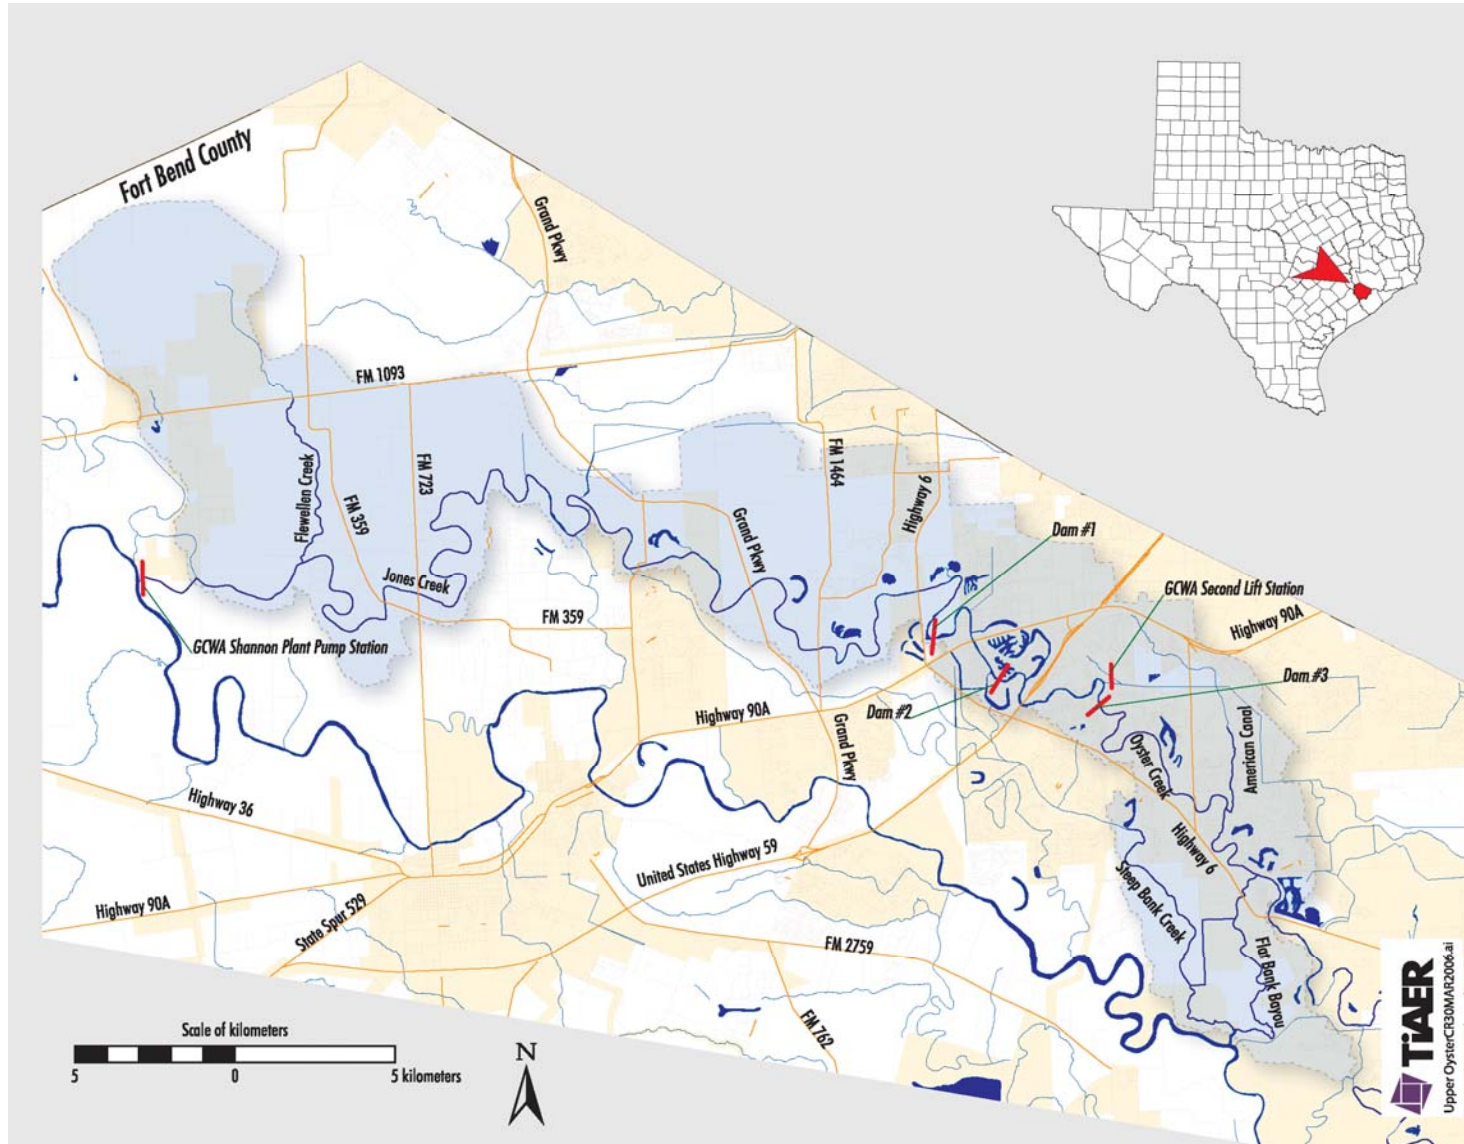 Fort Bend County
Grand Pkwy
FM 1093
Flewellen Creek
FM 359
FM 723
FM 1464
Highway 6
Grand Pkwy
Dam #1
Jones Creek
GCWA Second Lift Station
FM 359
Highway 90A
GCWA Shannon Plant Pump Station
Dam #3
Highway 90A
Dam #2
Grand Pkwy
Oyster Creek
American Canal
Highway 36
Highway 6
United States Highway 59
Steep Bank Creek
Highway 90A
State Spur 529
FM 2759
Flat Bank Bayou
FM 762
Scale of kilometers
5 0 5 kilometers
N
TIAER
Upper OysterCR30MAR2006.ai